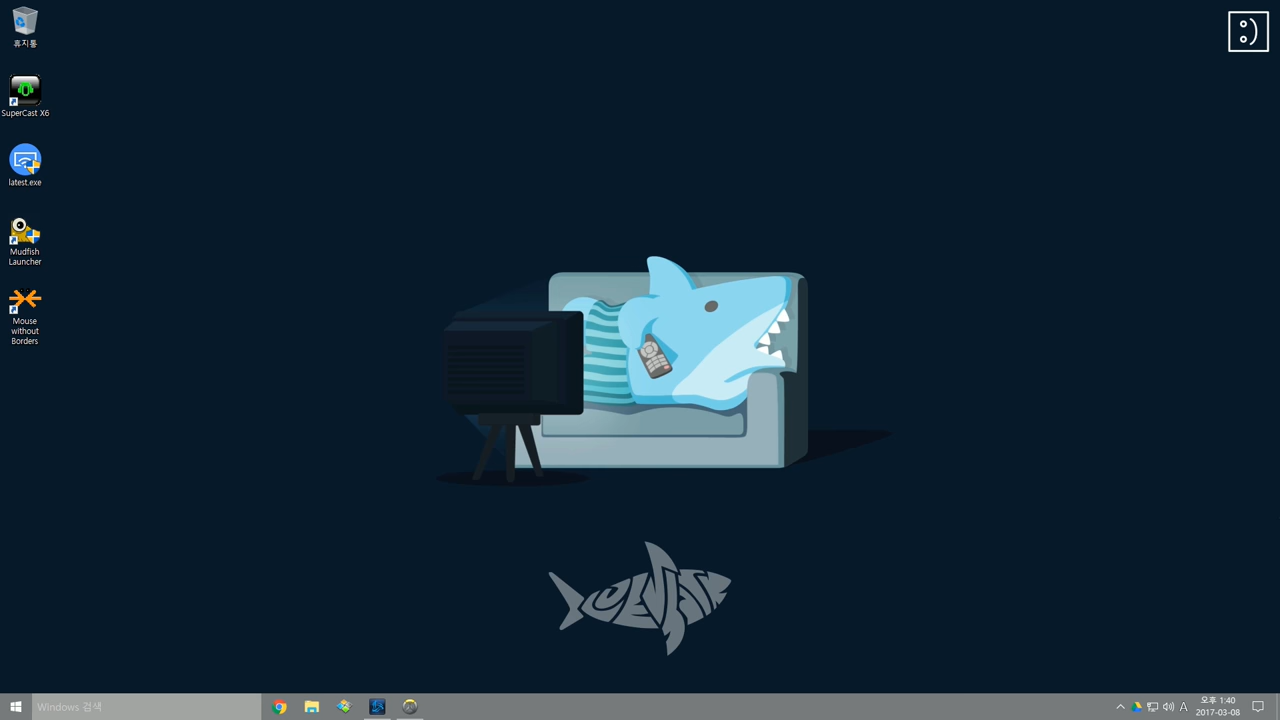 휴지통
:)
SuperCast X6
latest.exe
Mudfish
Launcher
Mouse
without
Borders
Windows 검색
A
오후 1:40
2017-03-08